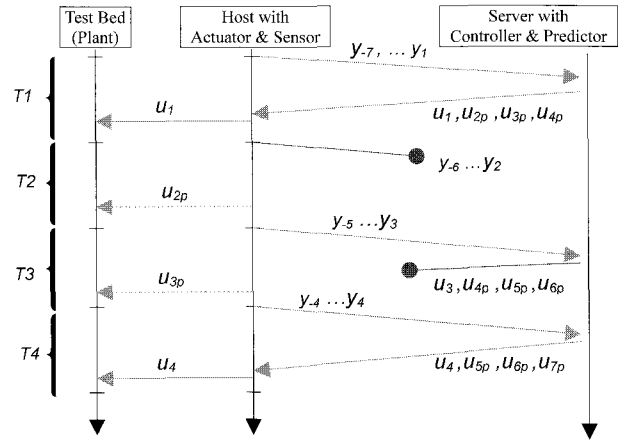 Test Bed
(Plant)
Host with
Actuator & Sensor
Server with
Controller & Predictor
y-7, ... y1
T1
u1
u1, u2p, u3p, u4p
T2
y-6 ... y2
u2p
y-5 ... y3
T3
u3p
u3, u4p, u5p, u6p
y-4 ... y4
T4
u4
u4, u5p, u6p, u7p